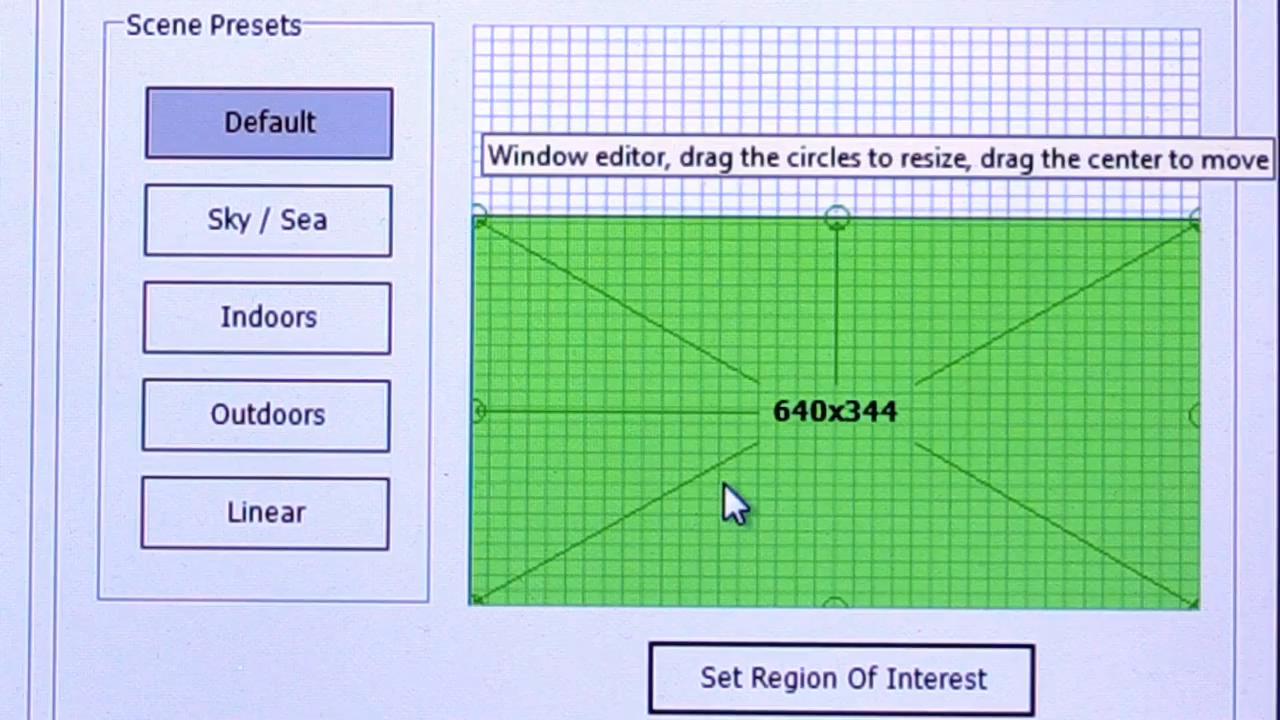 Scene Presets
Default
Sky / Sea
Indoors
Outdoors
Linear
Window editor, drag the circles to resize, drag the center to move
640x344
Set Region Of Interest